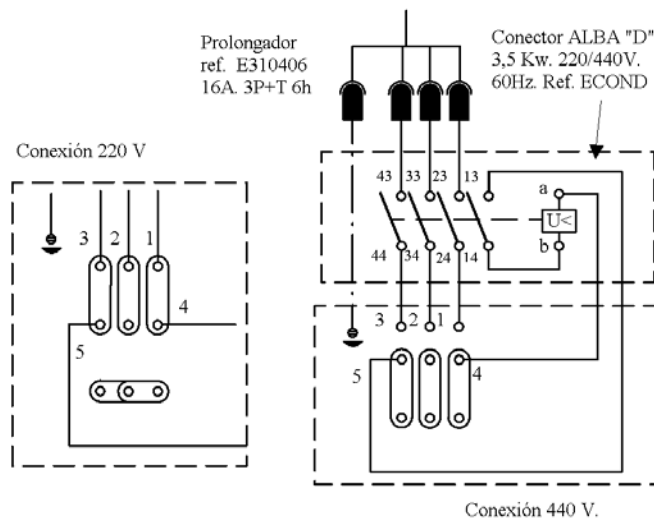 Prolongador
ref. E310406
16A. 3P+T 6h
Conector ALBA "D"
3,5 Kw. 220/440V.
60Hz. Ref. ECOND
Conexión 220 V
3 2 1
4
5
43 33 23 13
a
U<
b
44 34 24 14
3 2 1
5 4
Conexión 440 V.